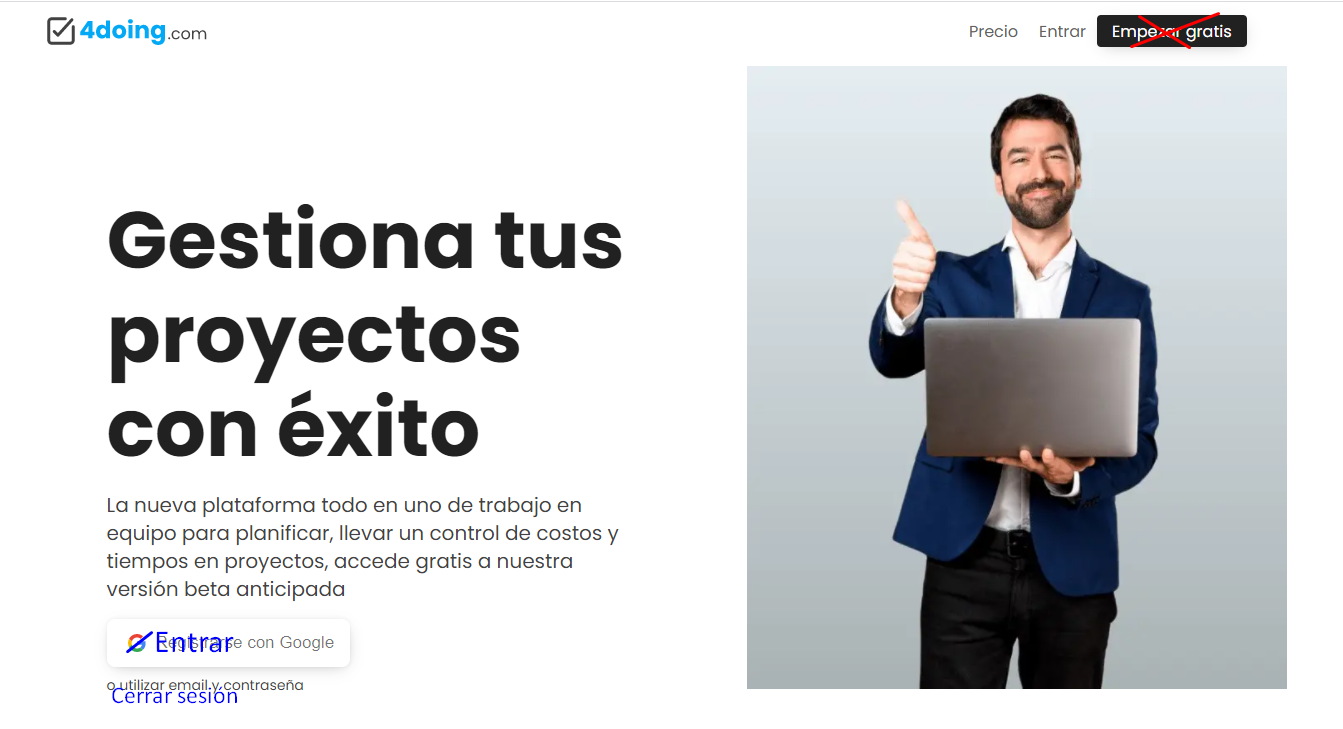 4doing.com
Precio Entrar Empezar gratis
Gestiona tus
proyectos
con éxito
La nueva plataforma todo en uno de trabajo en
equipo para planificar, llevar un control de costos y
tiempos en proyectos, accede gratis a nuestra
versión beta anticipada
Registrarse con Google
Entrar
o utilizar email y contraseña
Cerrar sesión